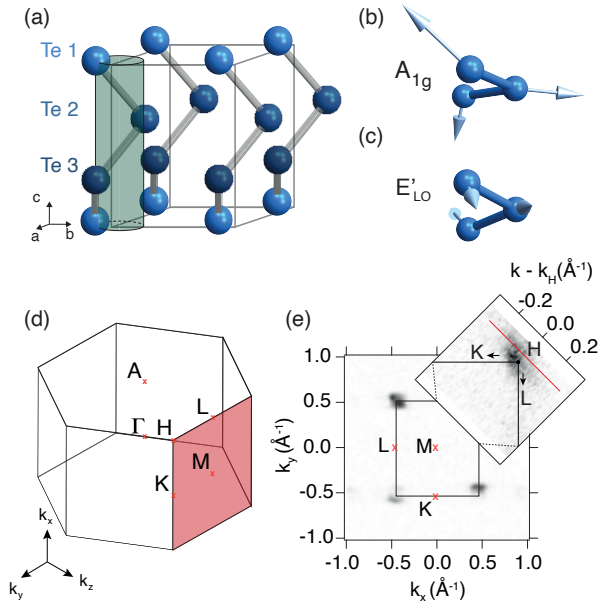 (a)
Te 1
Te 2
Te 3
c
a
b
(b)
A1g
(c)
E'LO
(d)
A
L
Γ H
M
K
kx
ky
kz
(e)
k - kH(Å-1)
-0.2
0.0
0.2
K
H
L
1.0
0.5
0.0
-0.5
-1.0
ky (Å-1)
L
M
K
-1.0
-0.5
0.0
0.5
1.0
kx (Å-1)